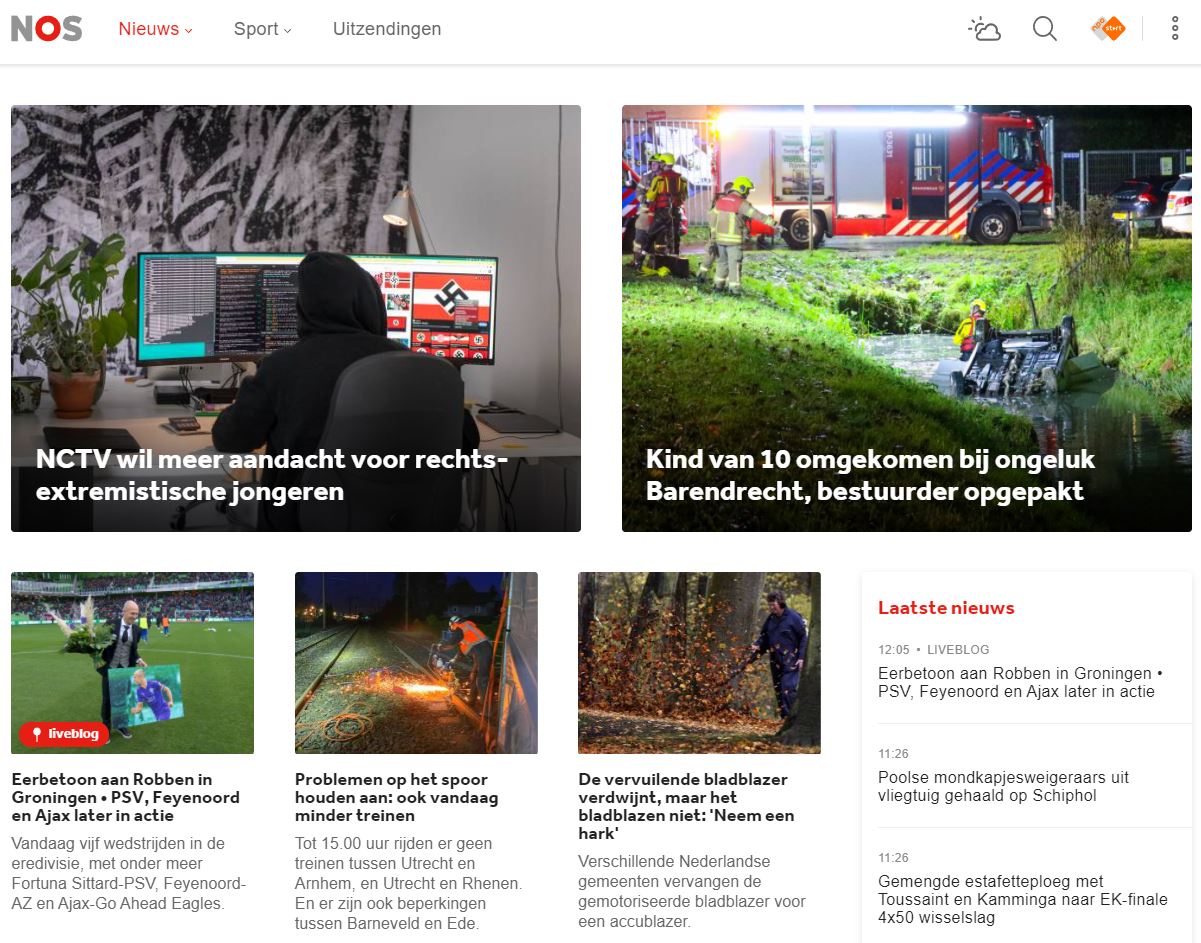 NOS
Nieuws
Sport
Uitzendingen
start
NCTV wil meer aandacht voor rechts-
extremistische jongeren
Kind van 10 omgekomen bij ongeluk
Barendrecht, bestuurder opgepakt
liveblog
Eerbetoon aan Robben in
Groningen • PSV, Feyenoord
en Ajax later in actie
Vandaag vijf wedstrijden in de
eredivisie, met onder meer
Fortuna Sittard-PSV, Feyenoord-
AZ en Ajax-Go Ahead Eagles.
Problemen op het spoor
houden aan: ook vandaag
minder treinen
Tot 15.00 uur rijden er geen
treinen tussen Utrecht en
Arnhem, en Utrecht en Rhenen.
En er zijn ook beperkingen
tussen Barneveld en Ede.
De vervuilende bladblazer
verdwijnt, maar het
bladblazen niet: 'Neem een
hark'
Verschillende Nederlandse
gemeenten vervangen de
gemotoriseerde bladblazer voor
een accublazer.
Laatste nieuws
12:05 • LIVEBLOG
Eerbetoon aan Robben in Groningen •
PSV, Feyenoord en Ajax later in actie
11:26
Poolse mondkapjesweigeraars uit
vliegtuig gehaald op Schiphol
11:26
Gemengde estafetteploeg met
Toussaint en Kamminga naar EK-finale
4x50 wisselslag